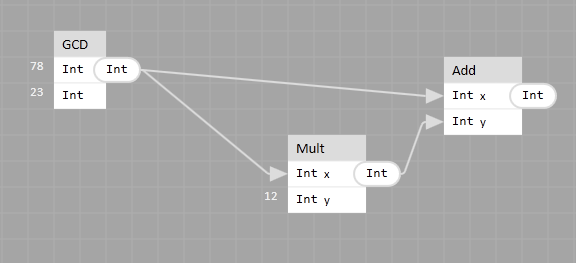 GCD
78 Int Int
23 Int
Add
Int x Int
Int y
Mult
Int x Int
12 Int y